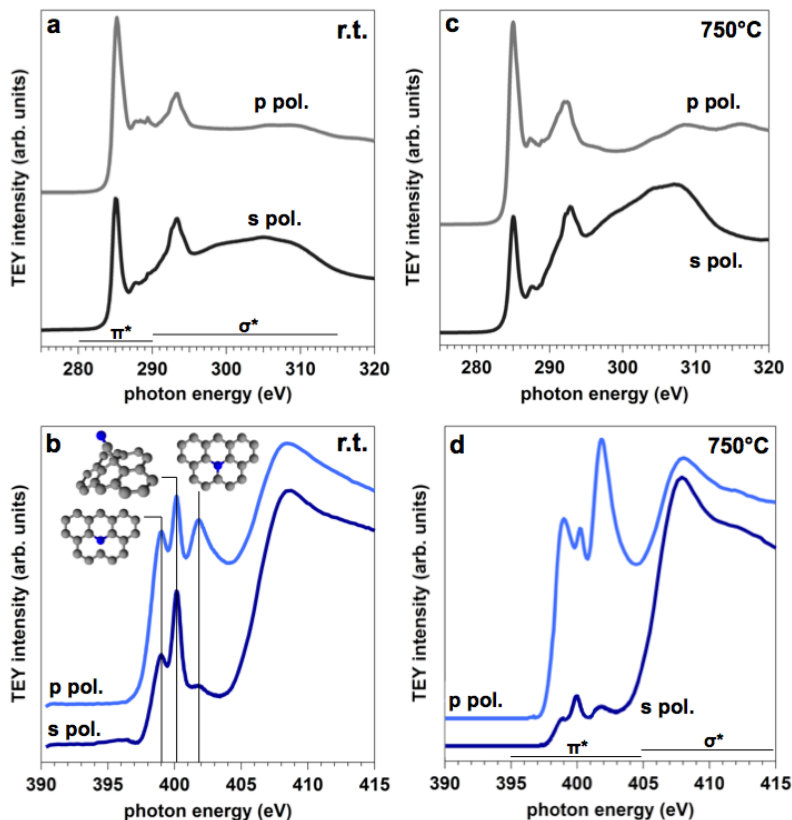 a
r.t.
p pol.
s pol.
π*
σ*
280 290 300 310 320
photon energy (eV)
TEY intensity (arb. units)
c
750°C
p pol.
s pol.
280 290 300 310 320
photon energy (eV)
TEY intensity (arb. units)
b
r.t.
p pol.
s pol.
390 395 400 405 410 415
photon energy (eV)
TEY intensity (arb. units)
d
750°C
p pol.
s pol.
π*
σ*
390 395 400 405 410 415
photon energy (eV)
TEY intensity (arb. units)